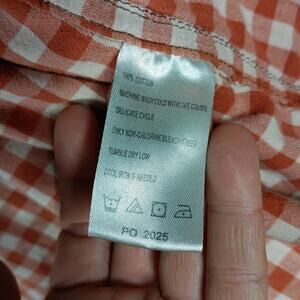 100% COTTON
MACHINE WASH COLD WITH LIKE COLORS
DELICATE CYCLE
ONLY NON-CHLORINE BLEACH IF NEED
TUMBLE DRY LOW
COOL IRON IF NEEDED
PO 2025